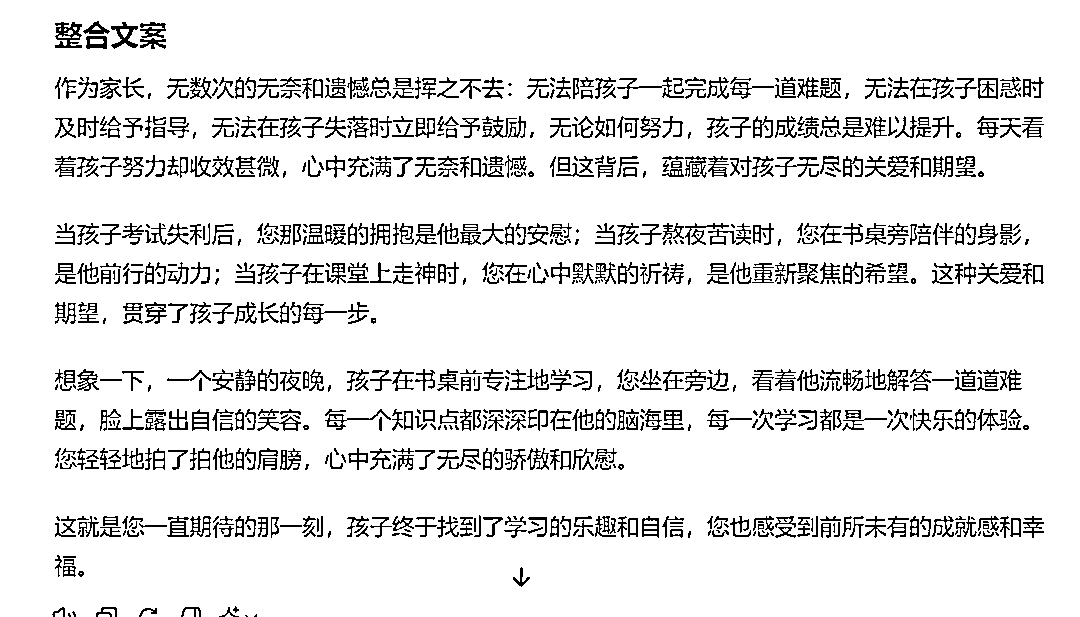 整合文案
作为家长，无数次的无奈和遗憾总是挥之不去：无法陪孩子一起完成每一道难题，无法在孩子困惑时
及时给予指导，无法在孩子失落时立即给予鼓励，无论如何努力，孩子的成绩总是难以提升。每天看
着孩子努力却收效甚微，心中充满了无奈和遗憾。但这背后，蕴藏着对孩子无尽的关爱和期望。
当孩子考试失利后，您那温暖的拥抱是他最大的安慰；当孩子熬夜苦读时，您在书桌旁陪伴的身影，
是他前行的动力；当孩子在课堂上走神时，您在心中默默的祈祷，是他重新聚焦的希望。这种关爱和
期望，贯穿了孩子成长的每一步。
想象一下，一个安静的夜晚，孩子在书桌前专注地学习，您坐在旁边，看着他流畅地解答一道道难
题，脸上露出自信的笑容。每一个知识点都深深印在他的脑海里，每一次学习都是一次快乐的体验。
您轻轻地拍了拍他的肩膀，心中充满了无尽的骄傲和欣慰。
这就是您一直期待的那一刻，孩子终于找到了学习的乐趣和自信，您也感受到前所未有的成就感和幸
福。